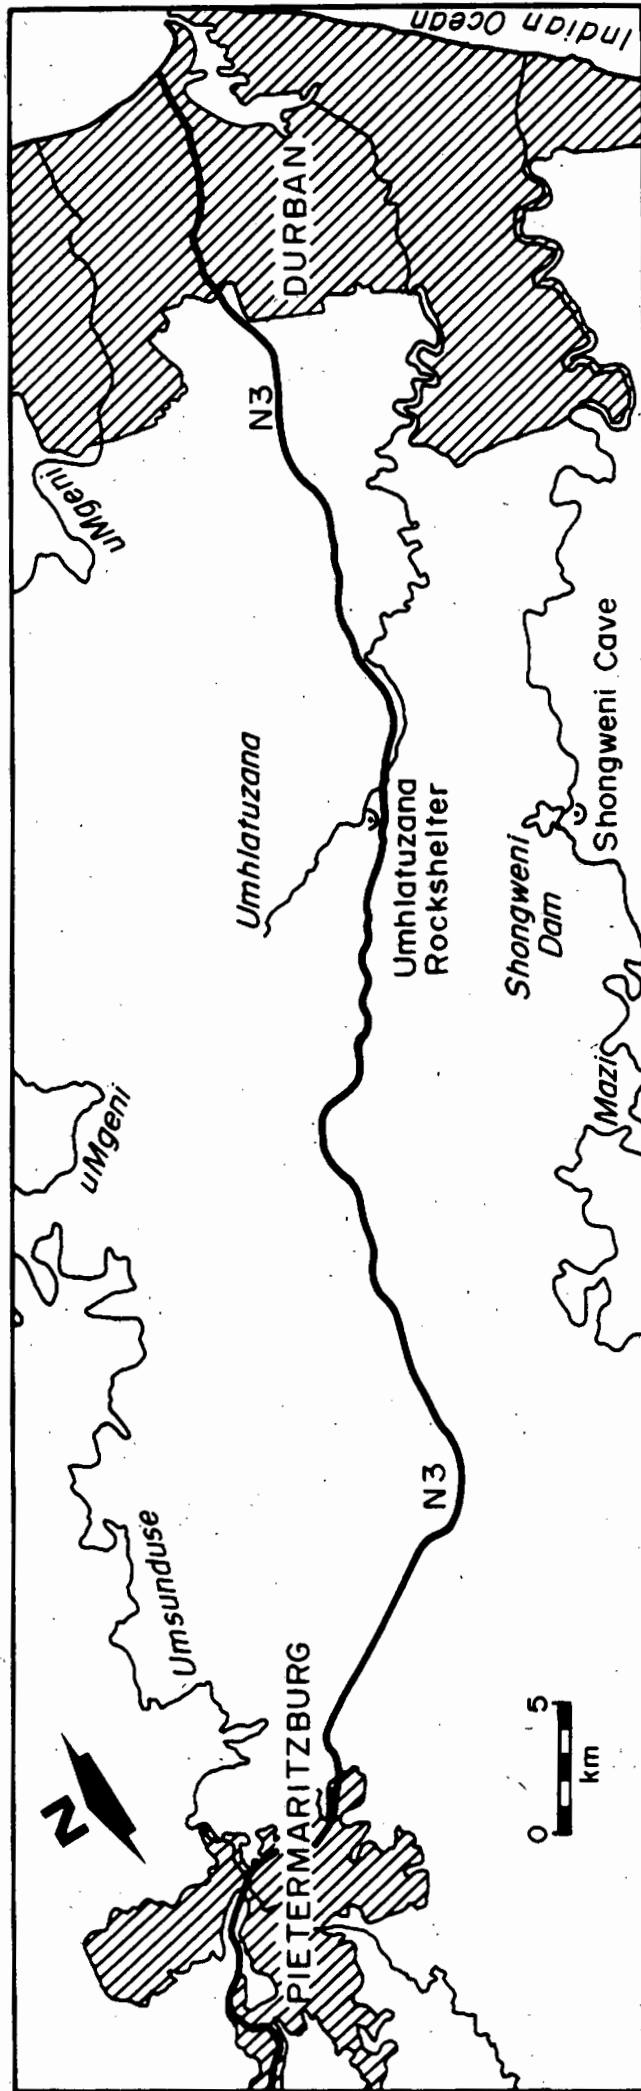 PIETERMARITZBURG
N
0 5
km
Umsunduse
N3
uMgeni
Mazi
Umhlatuzana
Umhlatuzana
Rockshelter
Shongweni
Dam
Shongweni Cave
uMgeni
N3
DURBAN
Indian Ocean